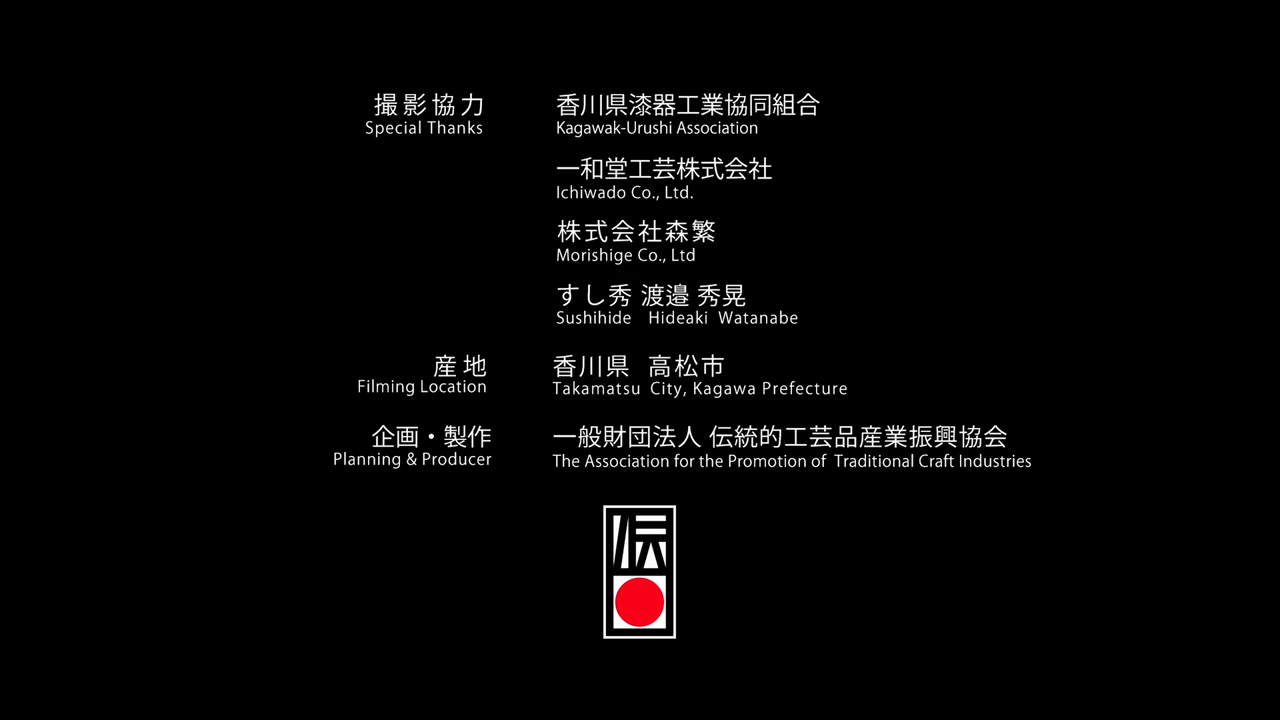 撮影協力 香川県漆器工業協同組合
Special Thanks Kagawak-Urushi Association
一和堂工芸株式会社
Ichiwado Co., Ltd.
株式会社森繁
Morishige Co., Ltd
すし秀 渡邉 秀晃
Sushihide Hideaki Watanabe
産地 香川県 高松市
Filming Location Takamatsu City, Kagawa Prefecture
企画・製作 一般財団法人 伝統的工芸品産業振興協会
Planning & Producer The Association for the Promotion of Traditional Craft Industries
伝